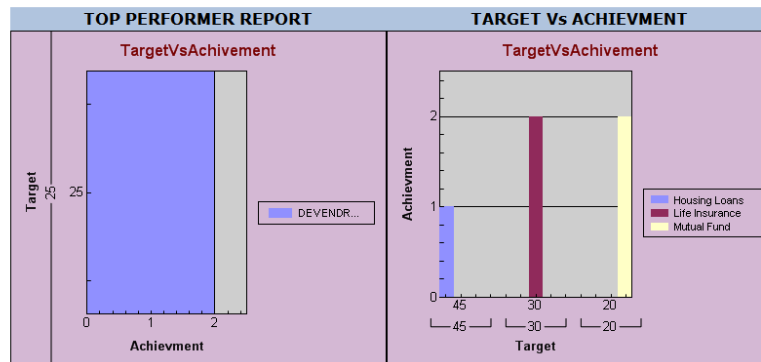 TOP PERFORMER REPORT
TargetVsAchivement
Target
25
25
0 1 2
Achievment
DEVENDR...
TARGET Vs ACHIEVMENT
TargetVsAchivement
Achievment
2
1
0
45 30 20
45 30 20
Target
Housing Loans
Life Insurance
Mutual Fund